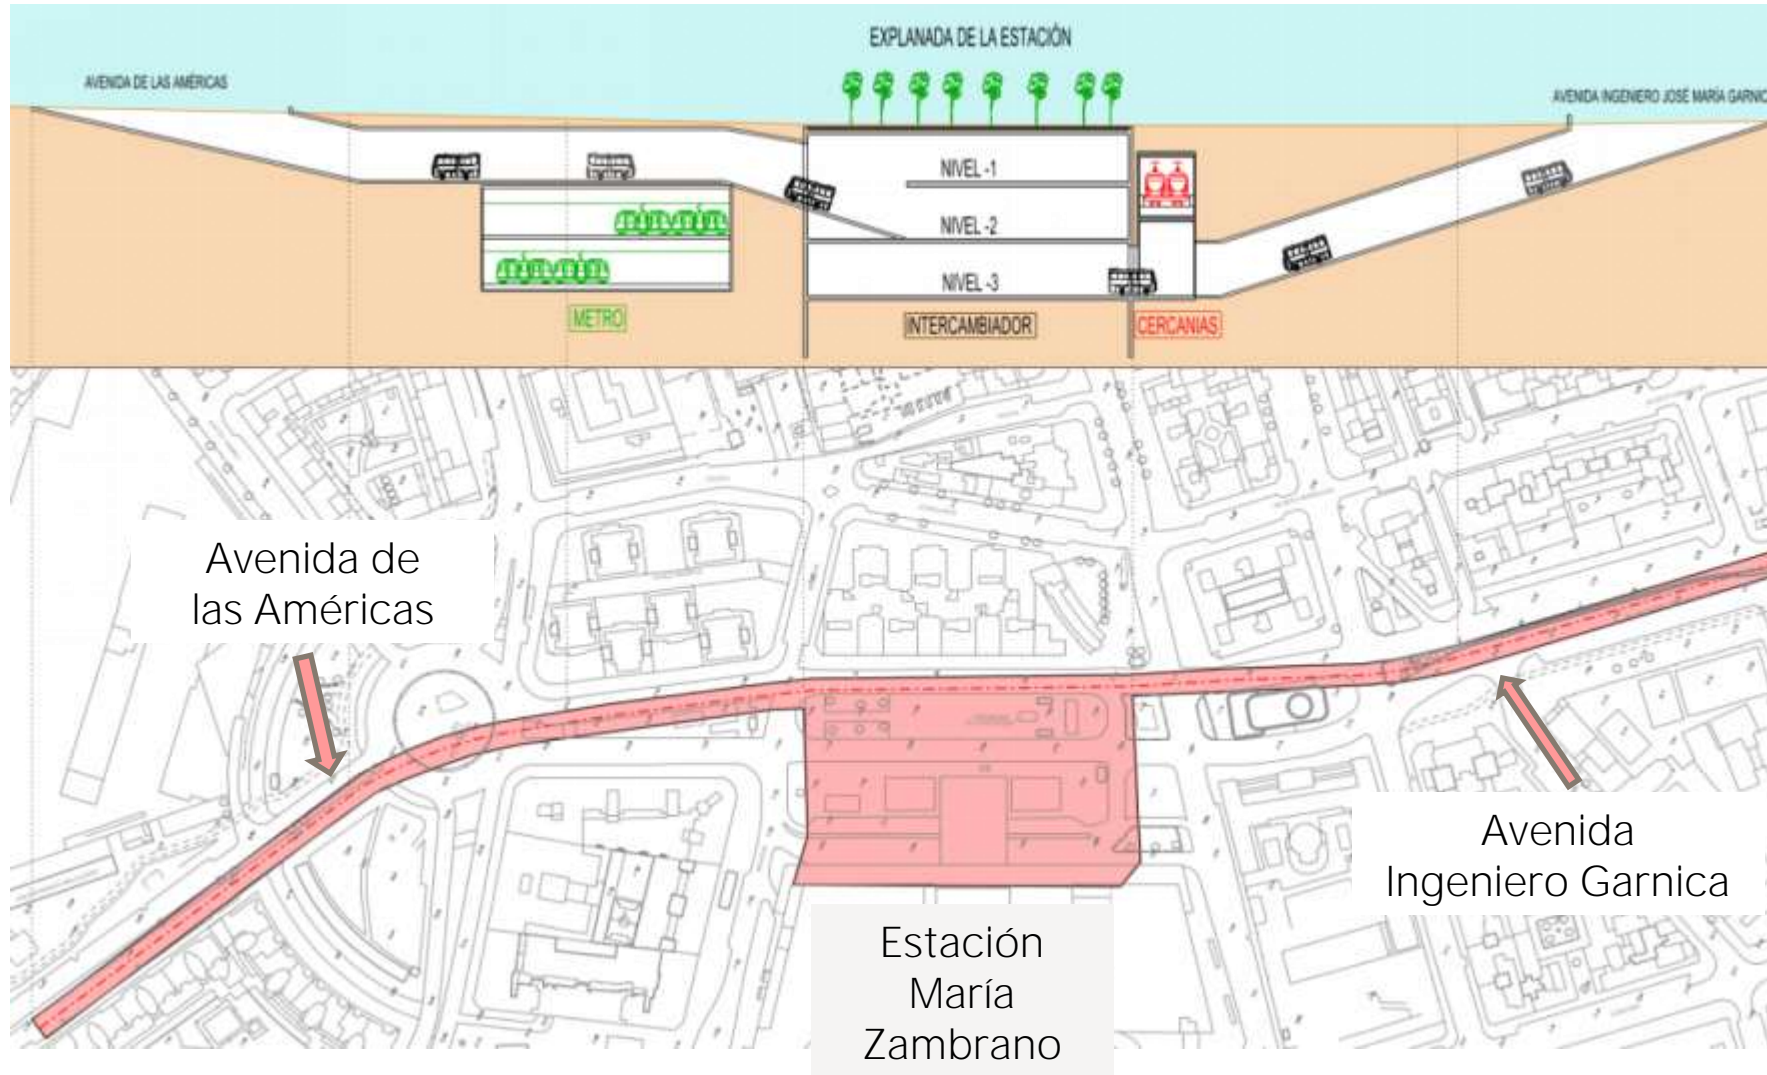 EXPLANADA DE LA ESTACIÓN
AVENIDA DE LAS AMÉRICAS
AVENIDA INGENIERO JOSÉ MARÍA GARNIC
NIVEL -1
NIVEL -2
NIVEL -3
METRO
INTERCAMBIADOR
CERCANIAS
Avenida de
las Américas
Avenida
Ingeniero Garnica
Estación
María
Zambrano